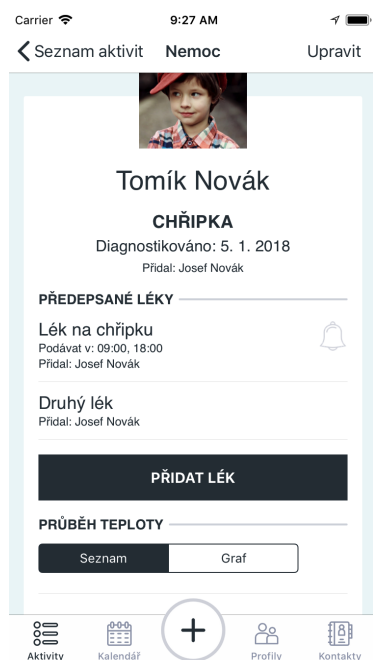 Carrier 9:27 AM
Seznam aktivit Nemoc Upravit
Tomík Novák
CHŘIPKA
Diagnostikováno: 5. 1. 2018
Přidal: Josef Novák
PŘEDEPSANÉ LÉKY
Lék na chřipku
Podávat v: 09:00, 18:00
Přidal: Josef Novák
Druhý lék
Přidal: Josef Novák
PŘIDAT LÉK
PRŮBĚH TEPLOTY
Seznam Graf
Aktivity Kalendář Profily Kontakty